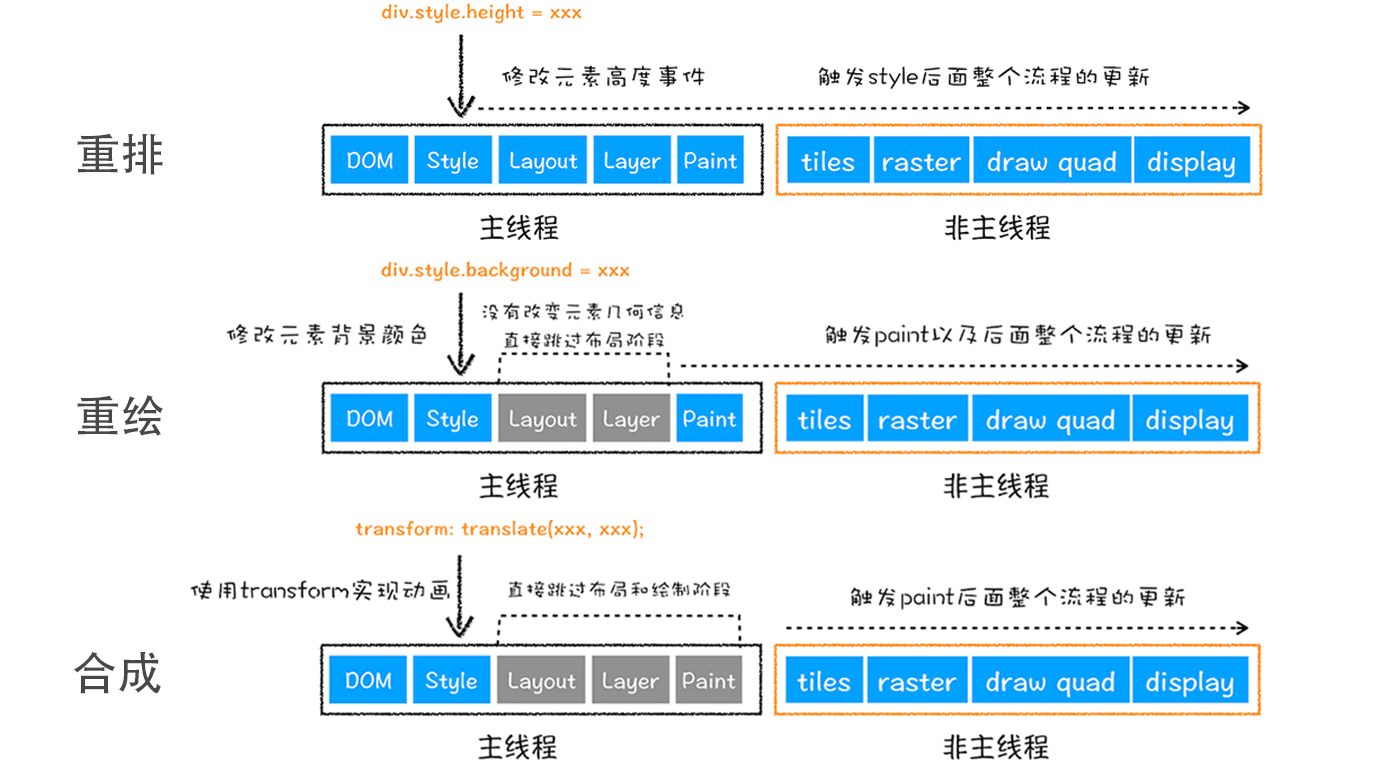 div.style.height = xxx
修改元素高度事件
触发style后面整个流程的更新
重排
DOM Style Layout Layer Paint
tiles raster draw quad display
主线程
非主线程
div.style.background = xxx
修改元素背景颜色
没有改变元素几何信息
直接跳过布局阶段
触发paint以及后面整个流程的更新
重绘
DOM Style Layout Layer Paint
tiles raster draw quad display
主线程
非主线程
transform: translate(xxx, xxx);
使用transform实现动画
直接跳过布局和绘制阶段
触发paint后面整个流程的更新
合成
DOM Style Layout Layer Paint
tiles raster draw quad display
主线程
非主线程